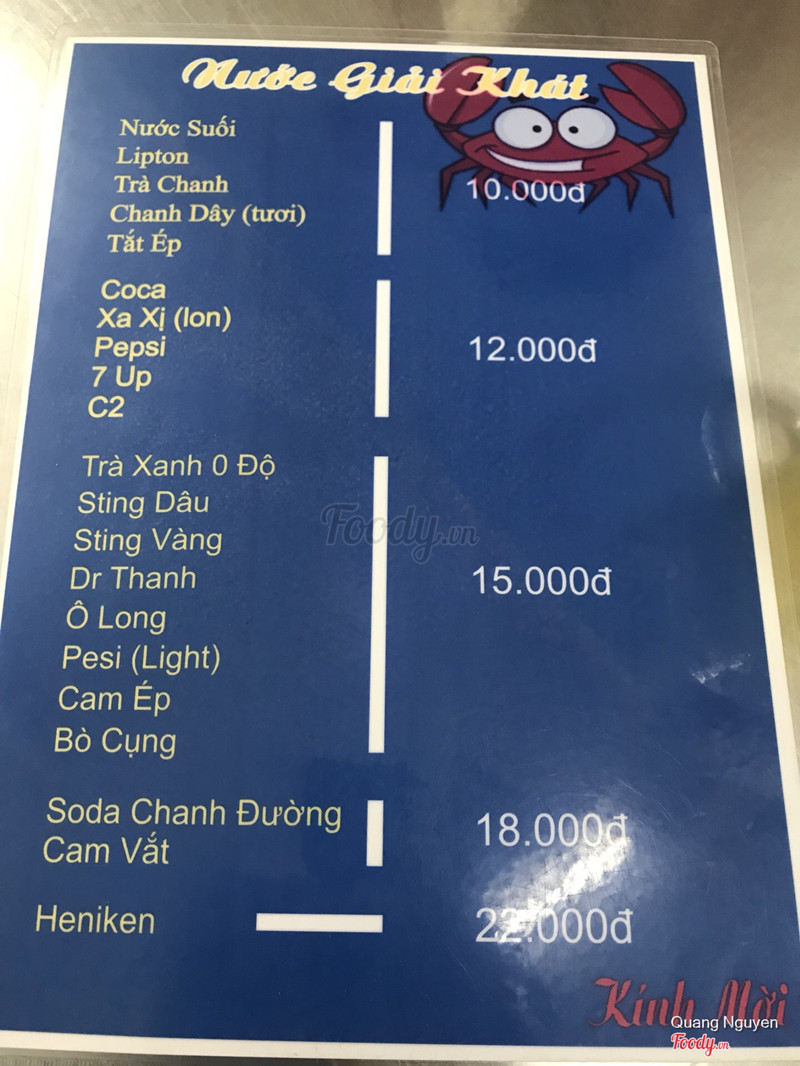 Nước Giải Khát
Nước Suối
Lipton
Trà Chanh
Chanh Dây (tươi)
Tắt Ép
10.000đ
Coca
Xa Xị (lon)
Pepsi
7 Up
C2
12.000đ
Trà Xanh 0 Độ
Sting Dâu
Sting Vàng
Dr Thanh
Ô Long
Pesi (Light)
Cam Ép
Bò Cụng
15.000đ
Soda Chanh Đường
Cam Vắt
18.000đ
Heniken
22.000đ
Kính Mời
Foody.vn
Quang Nguyen
Foody.vn